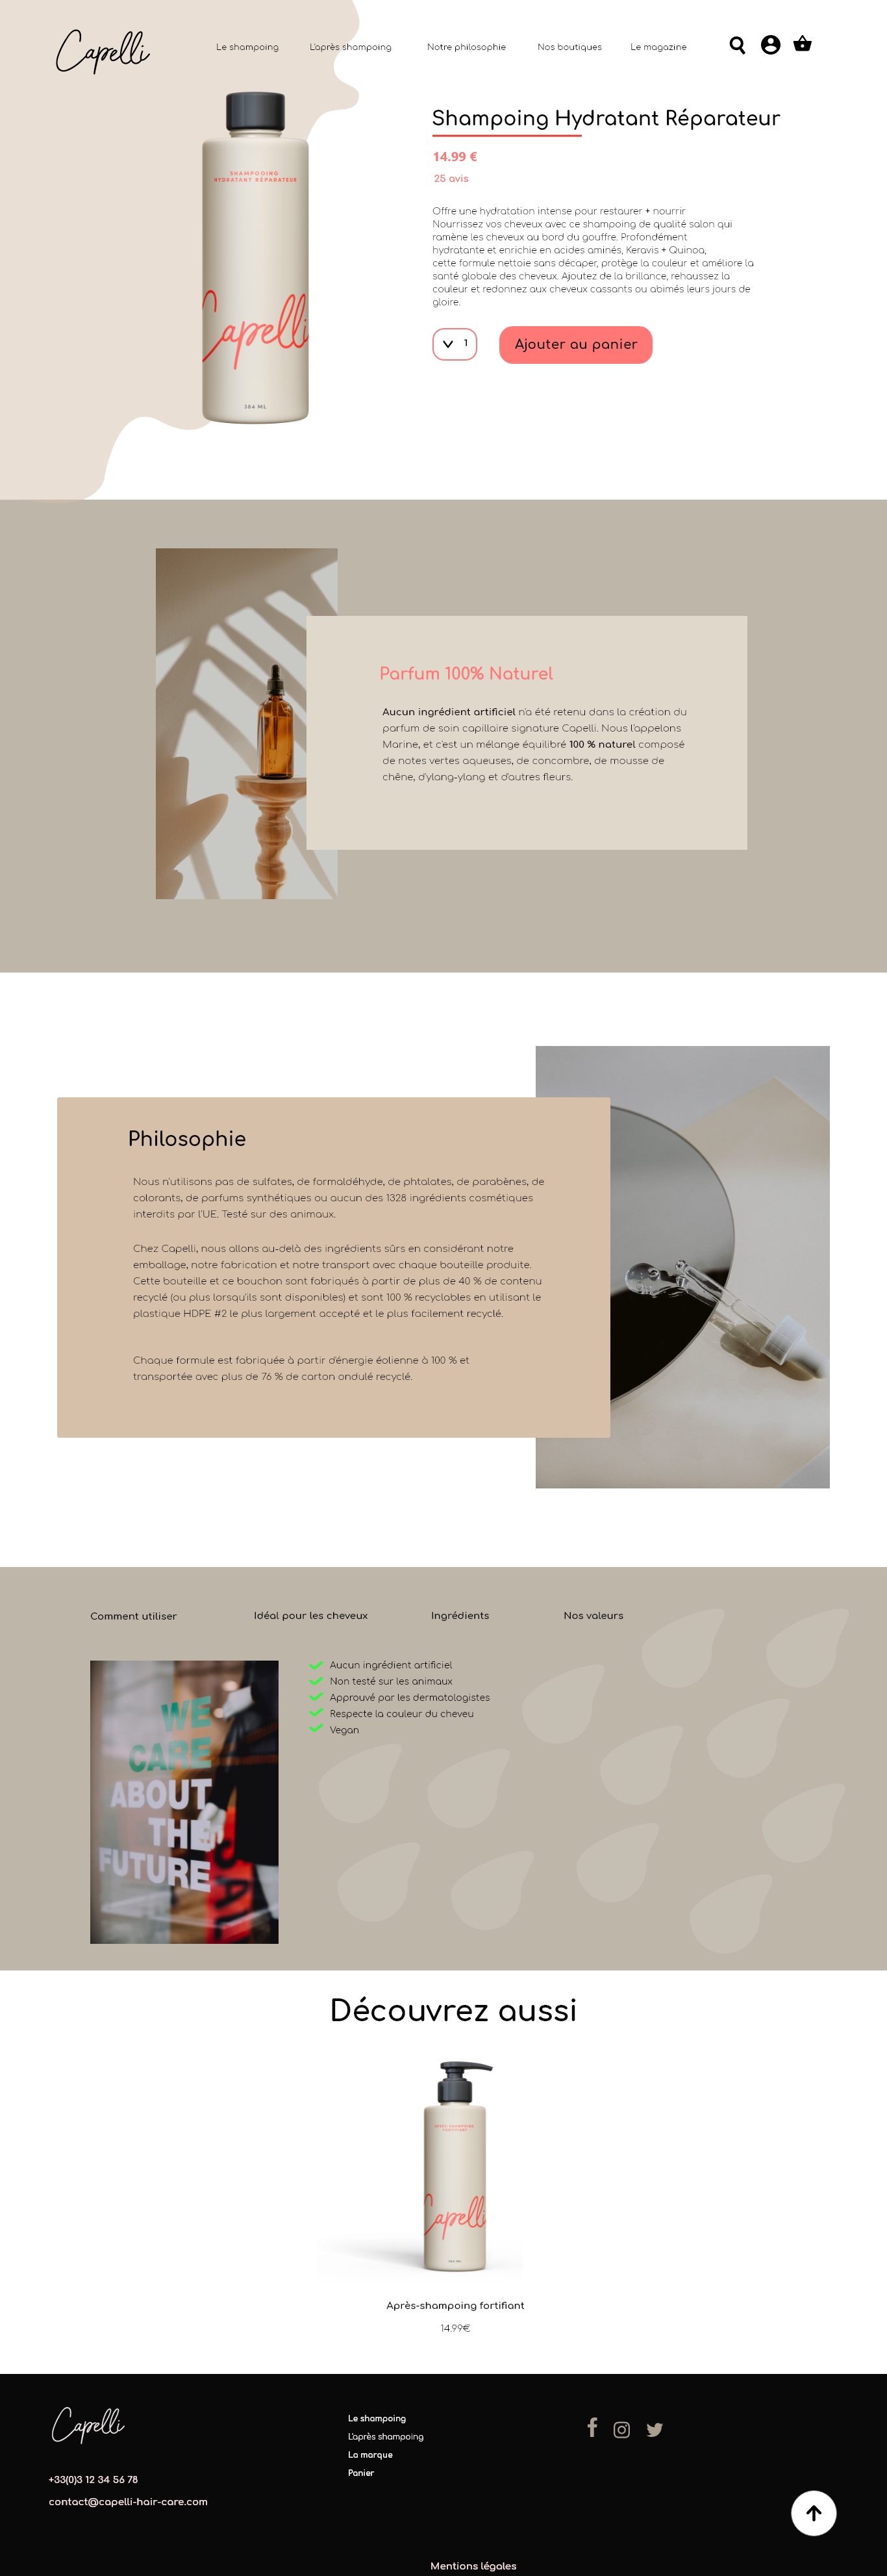 Capelli
Le shampoing
L'après shampoing
Notre philosophie
Nos boutiques
Le magazine
SHAMPOOING
HYDRATANT RÉPARATEUR
Capelli
384 ML
Shampoing Hydratant Réparateur
14.99 €
25 avis
Offre une hydratation intense pour restaurer + nourrir
Nourrissez vos cheveux avec ce shampoing de qualité salon qui
ramène les cheveux au bord du gouffre. Profondément
hydratante et enrichie en acides aminés, Keravis + Quinoa,
cette formule nettoie sans décaper, protège la couleur et améliore la
santé globale des cheveux. Ajoutez de la brillance, rehaussez la
couleur et redonnez aux cheveux cassants ou abimés leurs jours de
gloire.
1
Ajouter au panier
Parfum 100% Naturel
Aucun ingrédient artificiel n'a été retenu dans la création du
parfum de soin capillaire signature Capelli. Nous l'appelons
Marine, et c'est un mélange équilibré 100 % naturel composé
de notes vertes aqueuses, de concombre, de mousse de
chêne, d'ylang-ylang et d'autres fleurs.
Philosophie
Nous n'utilisons pas de sulfates, de formaldéhyde, de phtalates, de parabènes, de
colorants, de parfums synthétiques ou aucun des 1328 ingrédients cosmétiques
interdits par l'UE. Testé sur des animaux.
Chez Capelli, nous allons au-delà des ingrédients sûrs en considérant notre
emballage, notre fabrication et notre transport avec chaque bouteille produite.
Cette bouteille et ce bouchon sont fabriqués à partir de plus de 40 % de contenu
recyclé (ou plus lorsqu'ils sont disponibles) et sont 100 % recyclables en utilisant le
plastique HDPE #2 le plus largement accepté et le plus facilement recyclé.
Chaque formule est fabriquée à partir d'énergie éolienne à 100 % et
transportée avec plus de 76 % de carton ondulé recyclé.
Comment utiliser
Idéal pour les cheveux
Ingrédients
Nos valeurs
WE
CARE
ABOUT
THE
FUTURE
Aucun ingrédient artificiel
Non testé sur les animaux
Approuvé par les dermatologistes
Respecte la couleur du cheveu
Vegan
Découvrez aussi
APRÈS-SHAMPOING
FORTIFIANT
Capelli
Après-shampoing fortifiant
14.99€
Capelli
+33(0)3 12 34 56 78
contact@capelli-hair-care.com
Le shampoing
L'après shampoing
La marque
Panier
Mentions légales